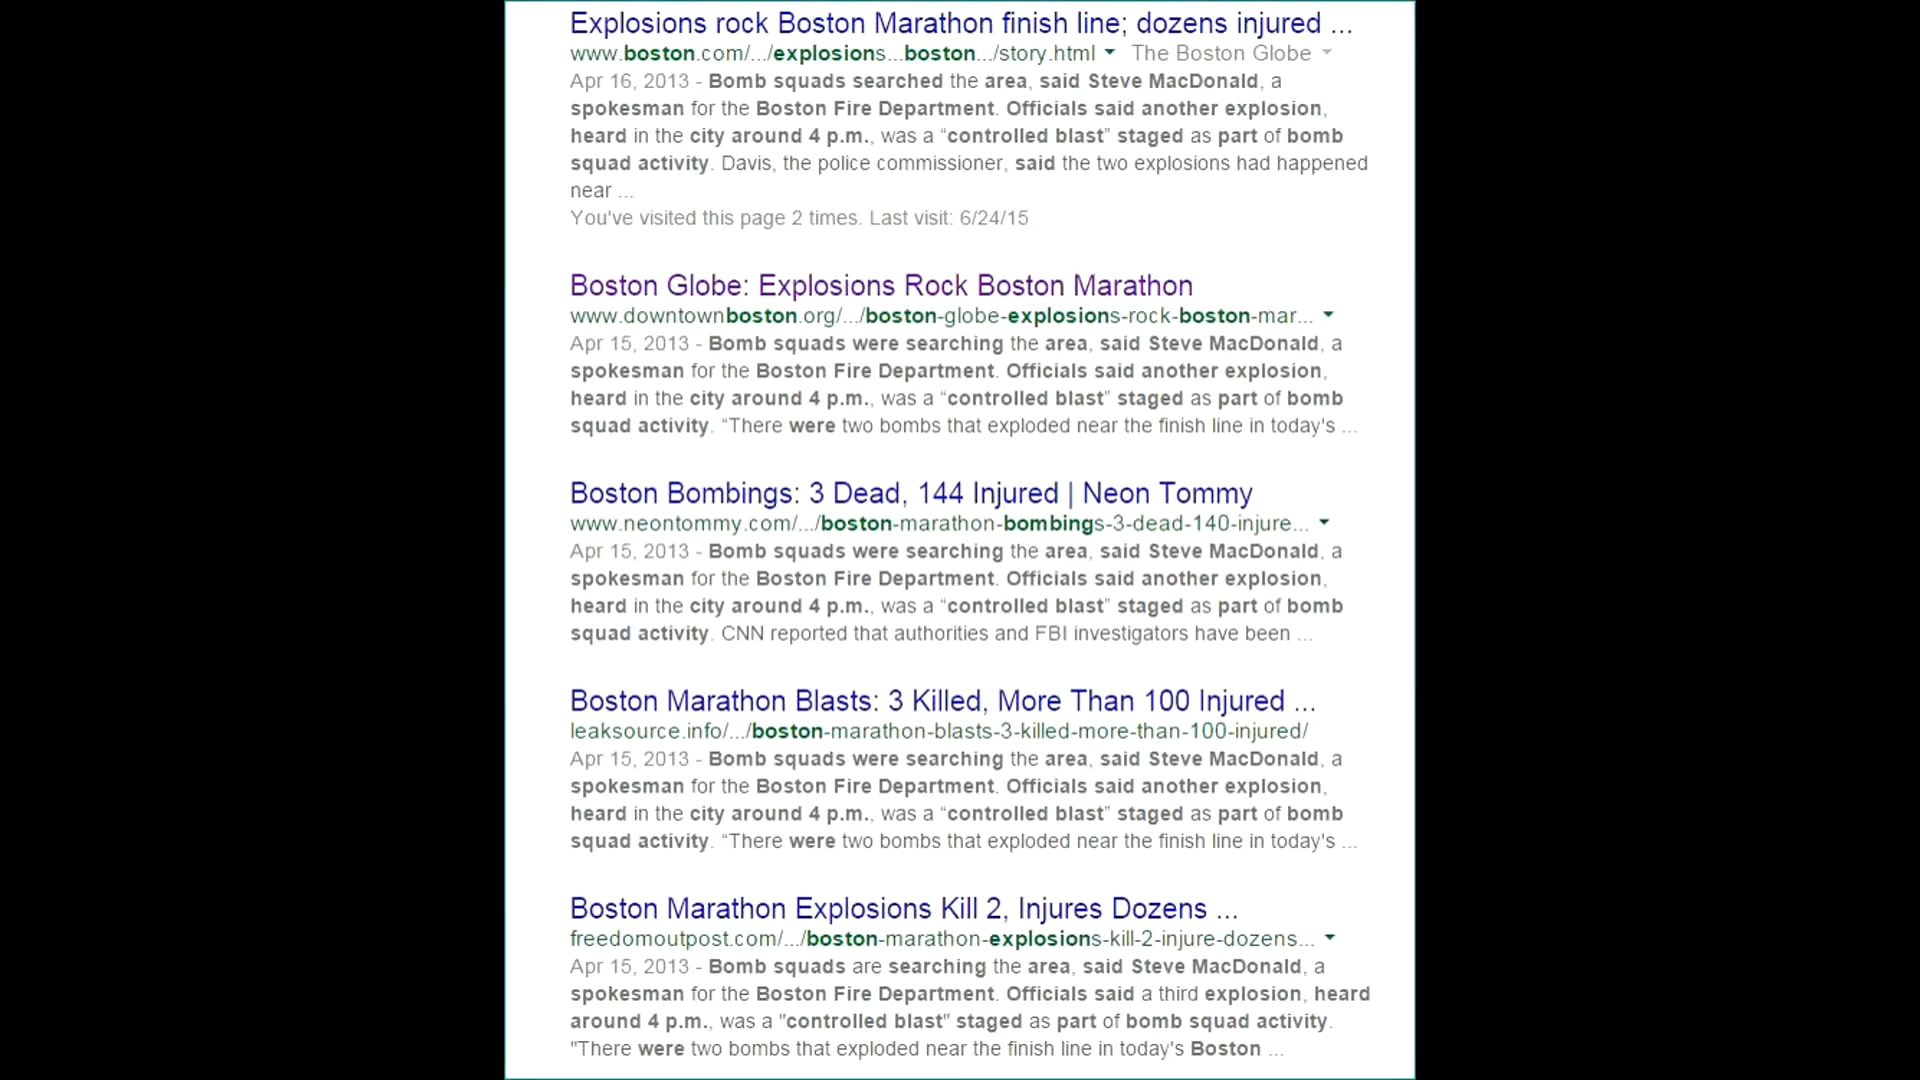 Explosions rock Boston Marathon finish line; dozens injured ...
www.boston.com/.../explosions...boston.../story.html The Boston Globe
Apr 16, 2013 - Bomb squads searched the area, said Steve MacDonald, a
spokesman for the Boston Fire Department. Officials said another explosion,
heard in the city around 4 p.m., was a “controlled blast” staged as part of bomb
squad activity. Davis, the police commissioner, said the two explosions had happened
near ...
You've visited this page 2 times. Last visit: 6/24/15
Boston Globe: Explosions Rock Boston Marathon
www.downtownboston.org/.../boston-globe-explosions-rock-boston-mar...
Apr 15, 2013 - Bomb squads were searching the area, said Steve MacDonald, a
spokesman for the Boston Fire Department. Officials said another explosion,
heard in the city around 4 p.m., was a “controlled blast” staged as part of bomb
squad activity. “There were two bombs that exploded near the finish line in today's ...
Boston Bombings: 3 Dead, 144 Injured | Neon Tommy
www.neontommy.com/.../boston-marathon-bombings-3-dead-140-injure...
Apr 15, 2013 - Bomb squads were searching the area, said Steve MacDonald, a
spokesman for the Boston Fire Department. Officials said another explosion,
heard in the city around 4 p.m., was a “controlled blast” staged as part of bomb
squad activity. CNN reported that authorities and FBI investigators have been ...
Boston Marathon Blasts: 3 Killed, More Than 100 Injured ...
leaksource.info/.../boston-marathon-blasts-3-killed-more-than-100-injured/
Apr 15, 2013 - Bomb squads were searching the area, said Steve MacDonald, a
spokesman for the Boston Fire Department. Officials said another explosion,
heard in the city around 4 p.m., was a “controlled blast” staged as part of bomb
squad activity. “There were two bombs that exploded near the finish line in today's ...
Boston Marathon Explosions Kill 2, Injures Dozens ...
freedomoutpost.com/.../boston-marathon-explosions-kill-2-injure-dozens...
Apr 15, 2013 - Bomb squads are searching the area, said Steve MacDonald, a
spokesman for the Boston Fire Department. Officials said a third explosion, heard
around 4 p.m., was a "controlled blast" staged as part of bomb squad activity.
"There were two bombs that exploded near the finish line in today's Boston ...